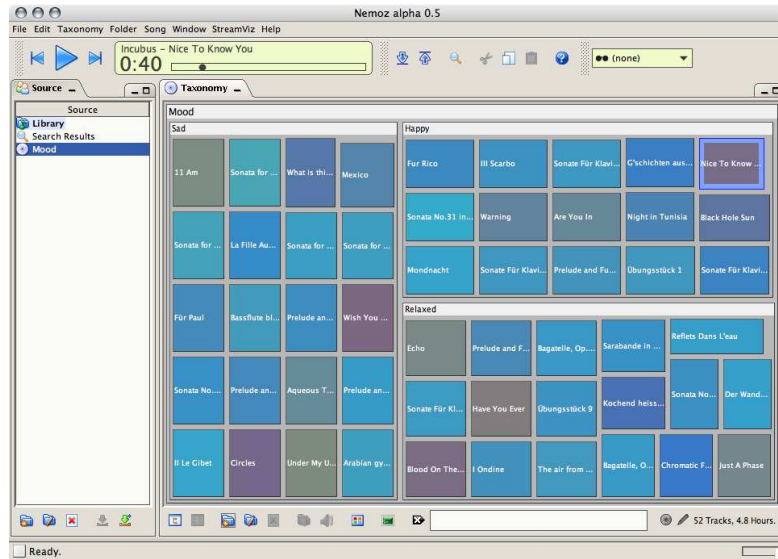 Nemoz alpha 0.5
File Edit Taxonomy Folder Song Window StreamViz Help
Incubus - Nice To Know You
0:40
(none)
Source
Taxonomy
Source
Library
Search Results
Mood
Mood
Sad
11 Am
Sonata for ...
What is thi...
Mexico
Sonata for ...
La Fille Au...
Sonata for ...
Sonata for ...
Für Paul
Bassflute bl...
Prelude an...
Wish You ...
Sonata No....
Prelude an...
Aqueous T...
Prelude an...
II Le Gibet
Circles
Under My U...
Arabian gy...
Happy
Fur Rico
III Scarbo
Sonate Für Klavi...
G'schichten aus...
Nice To Know ...
Sonata No.31 in...
Warning
Are You In
Night in Tunisia
Black Hole Sun
Mondnacht
Sonate Für Klavi...
Prelude and Fu...
Übungsstück 1
Sonate Für Klavi...
Relaxed
Echo
Prelude and F...
Bagatelle, Op....
Sarabande in ...
Reflets Dans L'eau
Sonate Für Kl...
Have You Ever
Übungsstück 9
Kochend heiss...
Sonata No...
Der Wand...
Blood On The...
I Ondine
The air from ...
Bagatelle, O...
Chromatic F...
Just A Phase
52 Tracks, 4.8 Hours.
Ready.